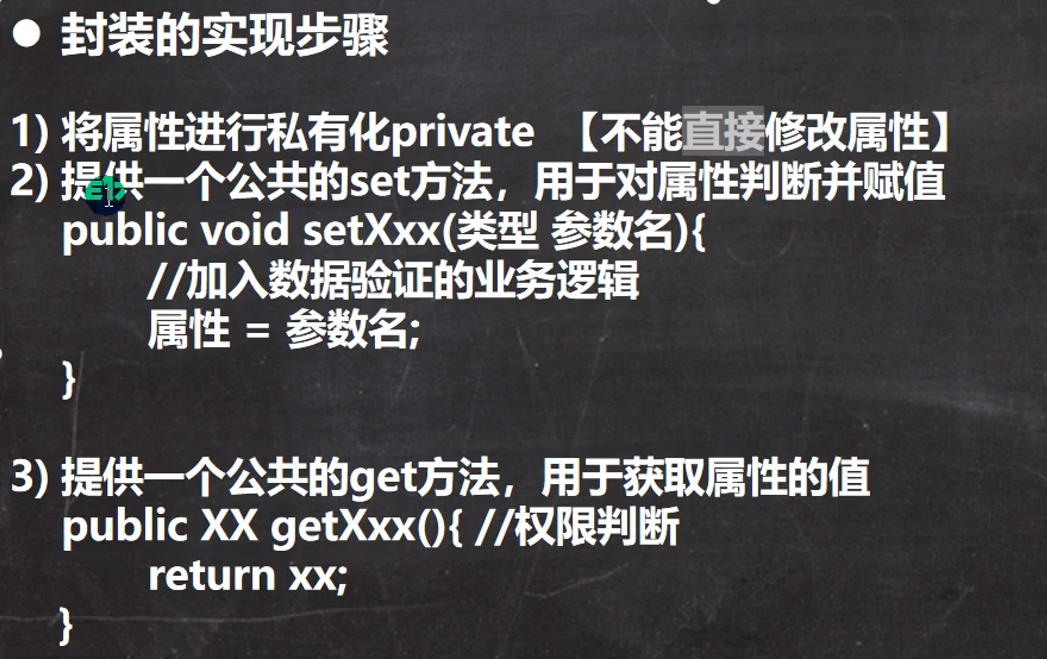 ● 封装的实现步骤
1) 将属性进行私有化private 【不能直接修改属性】
2) 提供一个公共的set方法，用于对属性判断并赋值
public void setXxx(类型 参数名){
//加入数据验证的业务逻辑
属性 = 参数名;
}
3) 提供一个公共的get方法，用于获取属性的值
public XX getXxx(){ //权限判断
return xx;
}